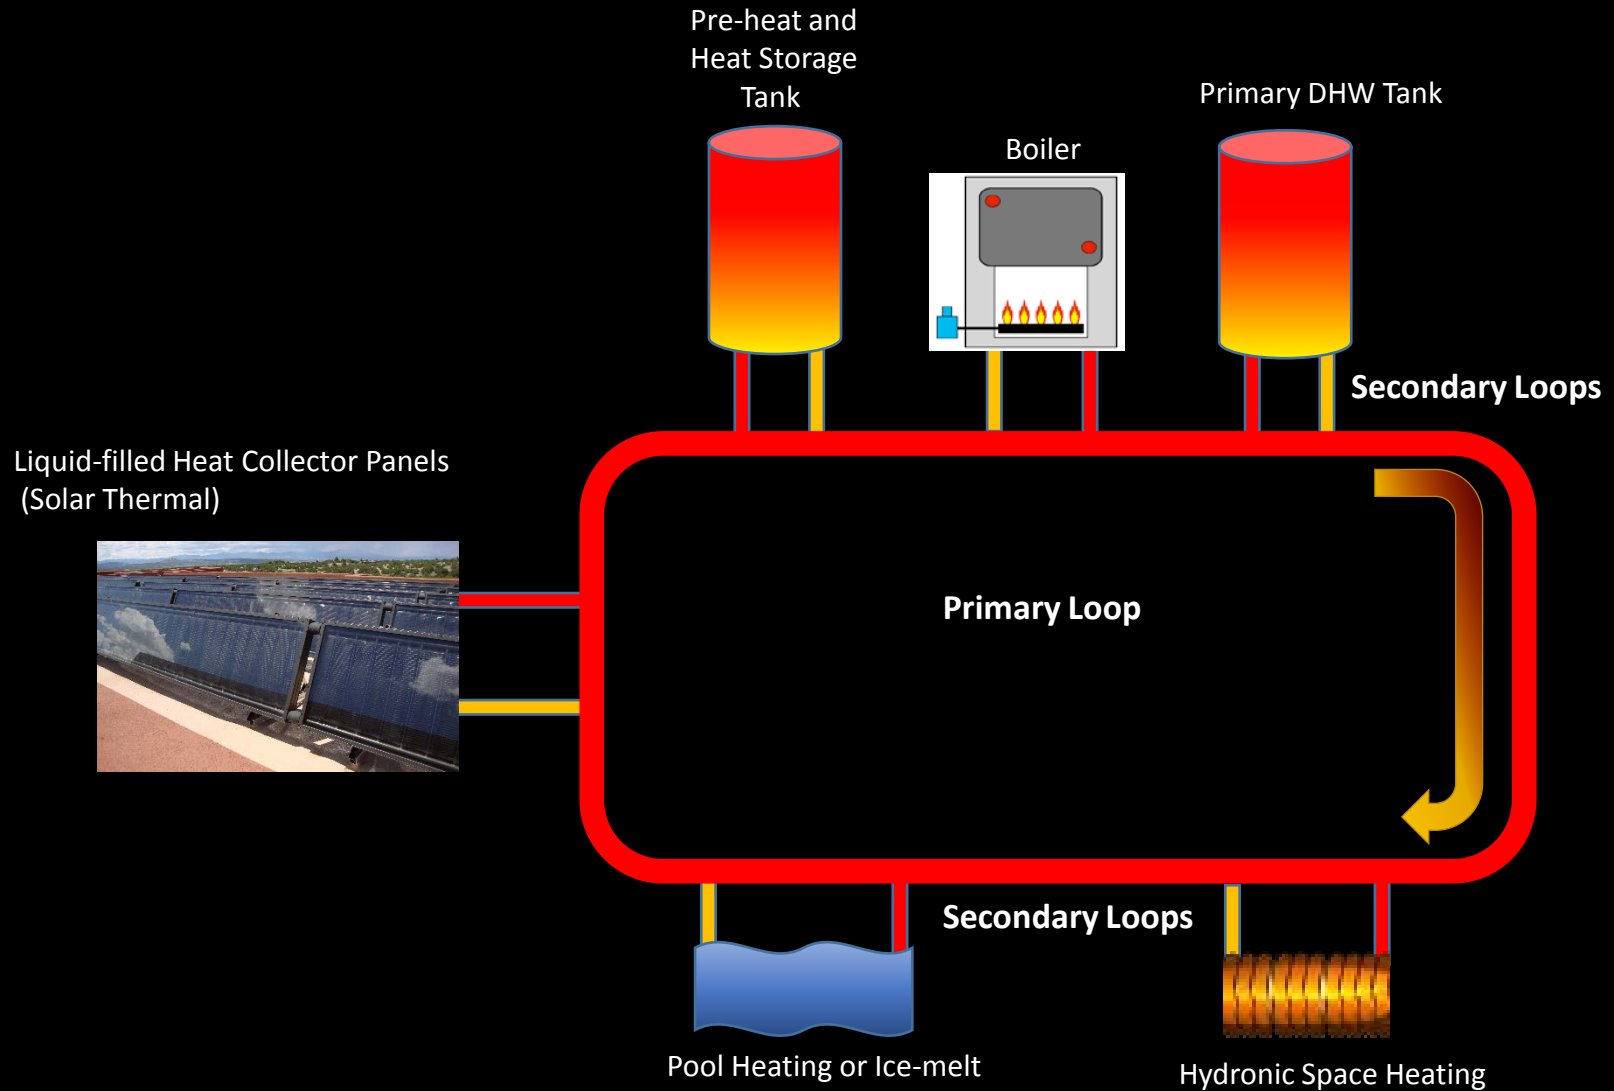 Pre-heat and
Heat Storage
Tank
Boiler
Primary DHW Tank
Secondary Loops
Liquid-filled Heat Collector Panels
(Solar Thermal)
Primary Loop
Secondary Loops
Pool Heating or Ice-melt
Hydronic Space Heating